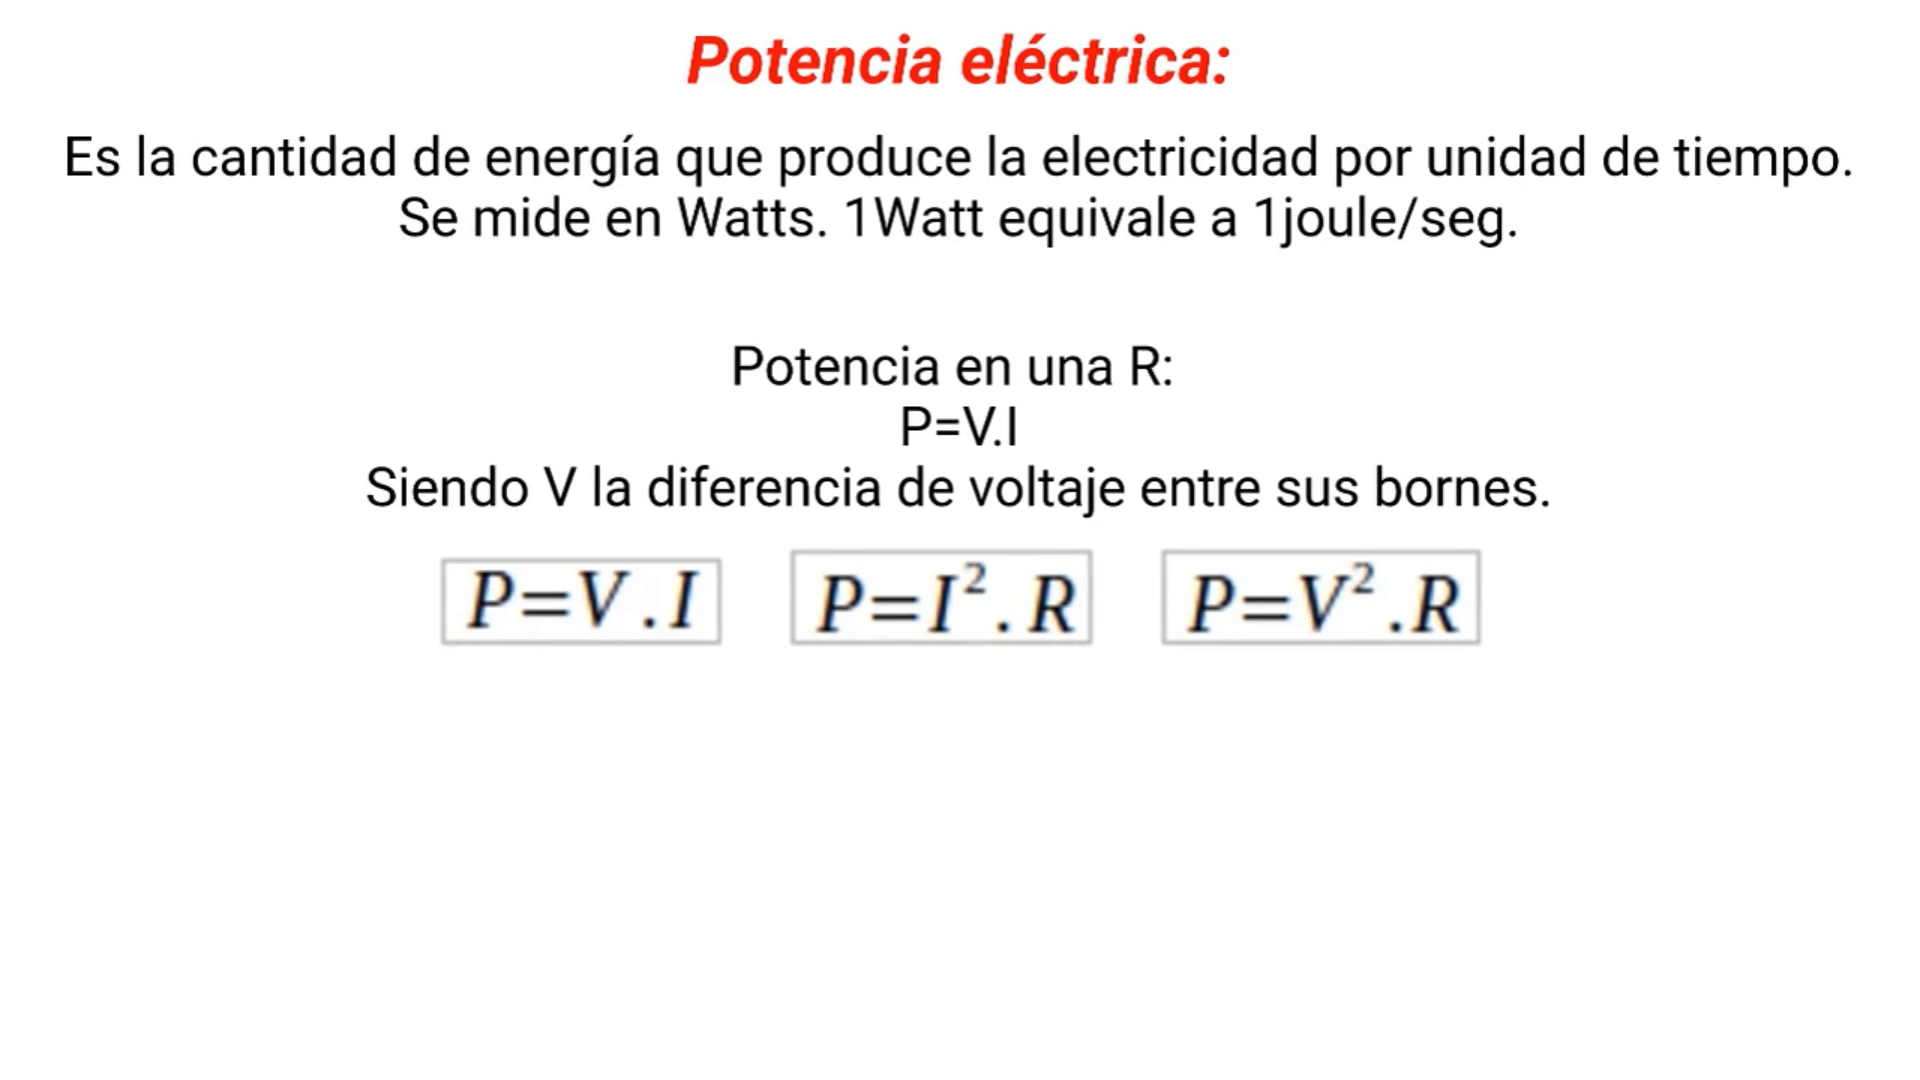 Potencia eléctrica:
Es la cantidad de energía que produce la electricidad por unidad de tiempo.
Se mide en Watts. 1Watt equivale a 1joule/seg.
Potencia en una R:
P=V.I
Siendo V la diferencia de voltaje entre sus bornes.
P=V.I P=I².R P=V².R